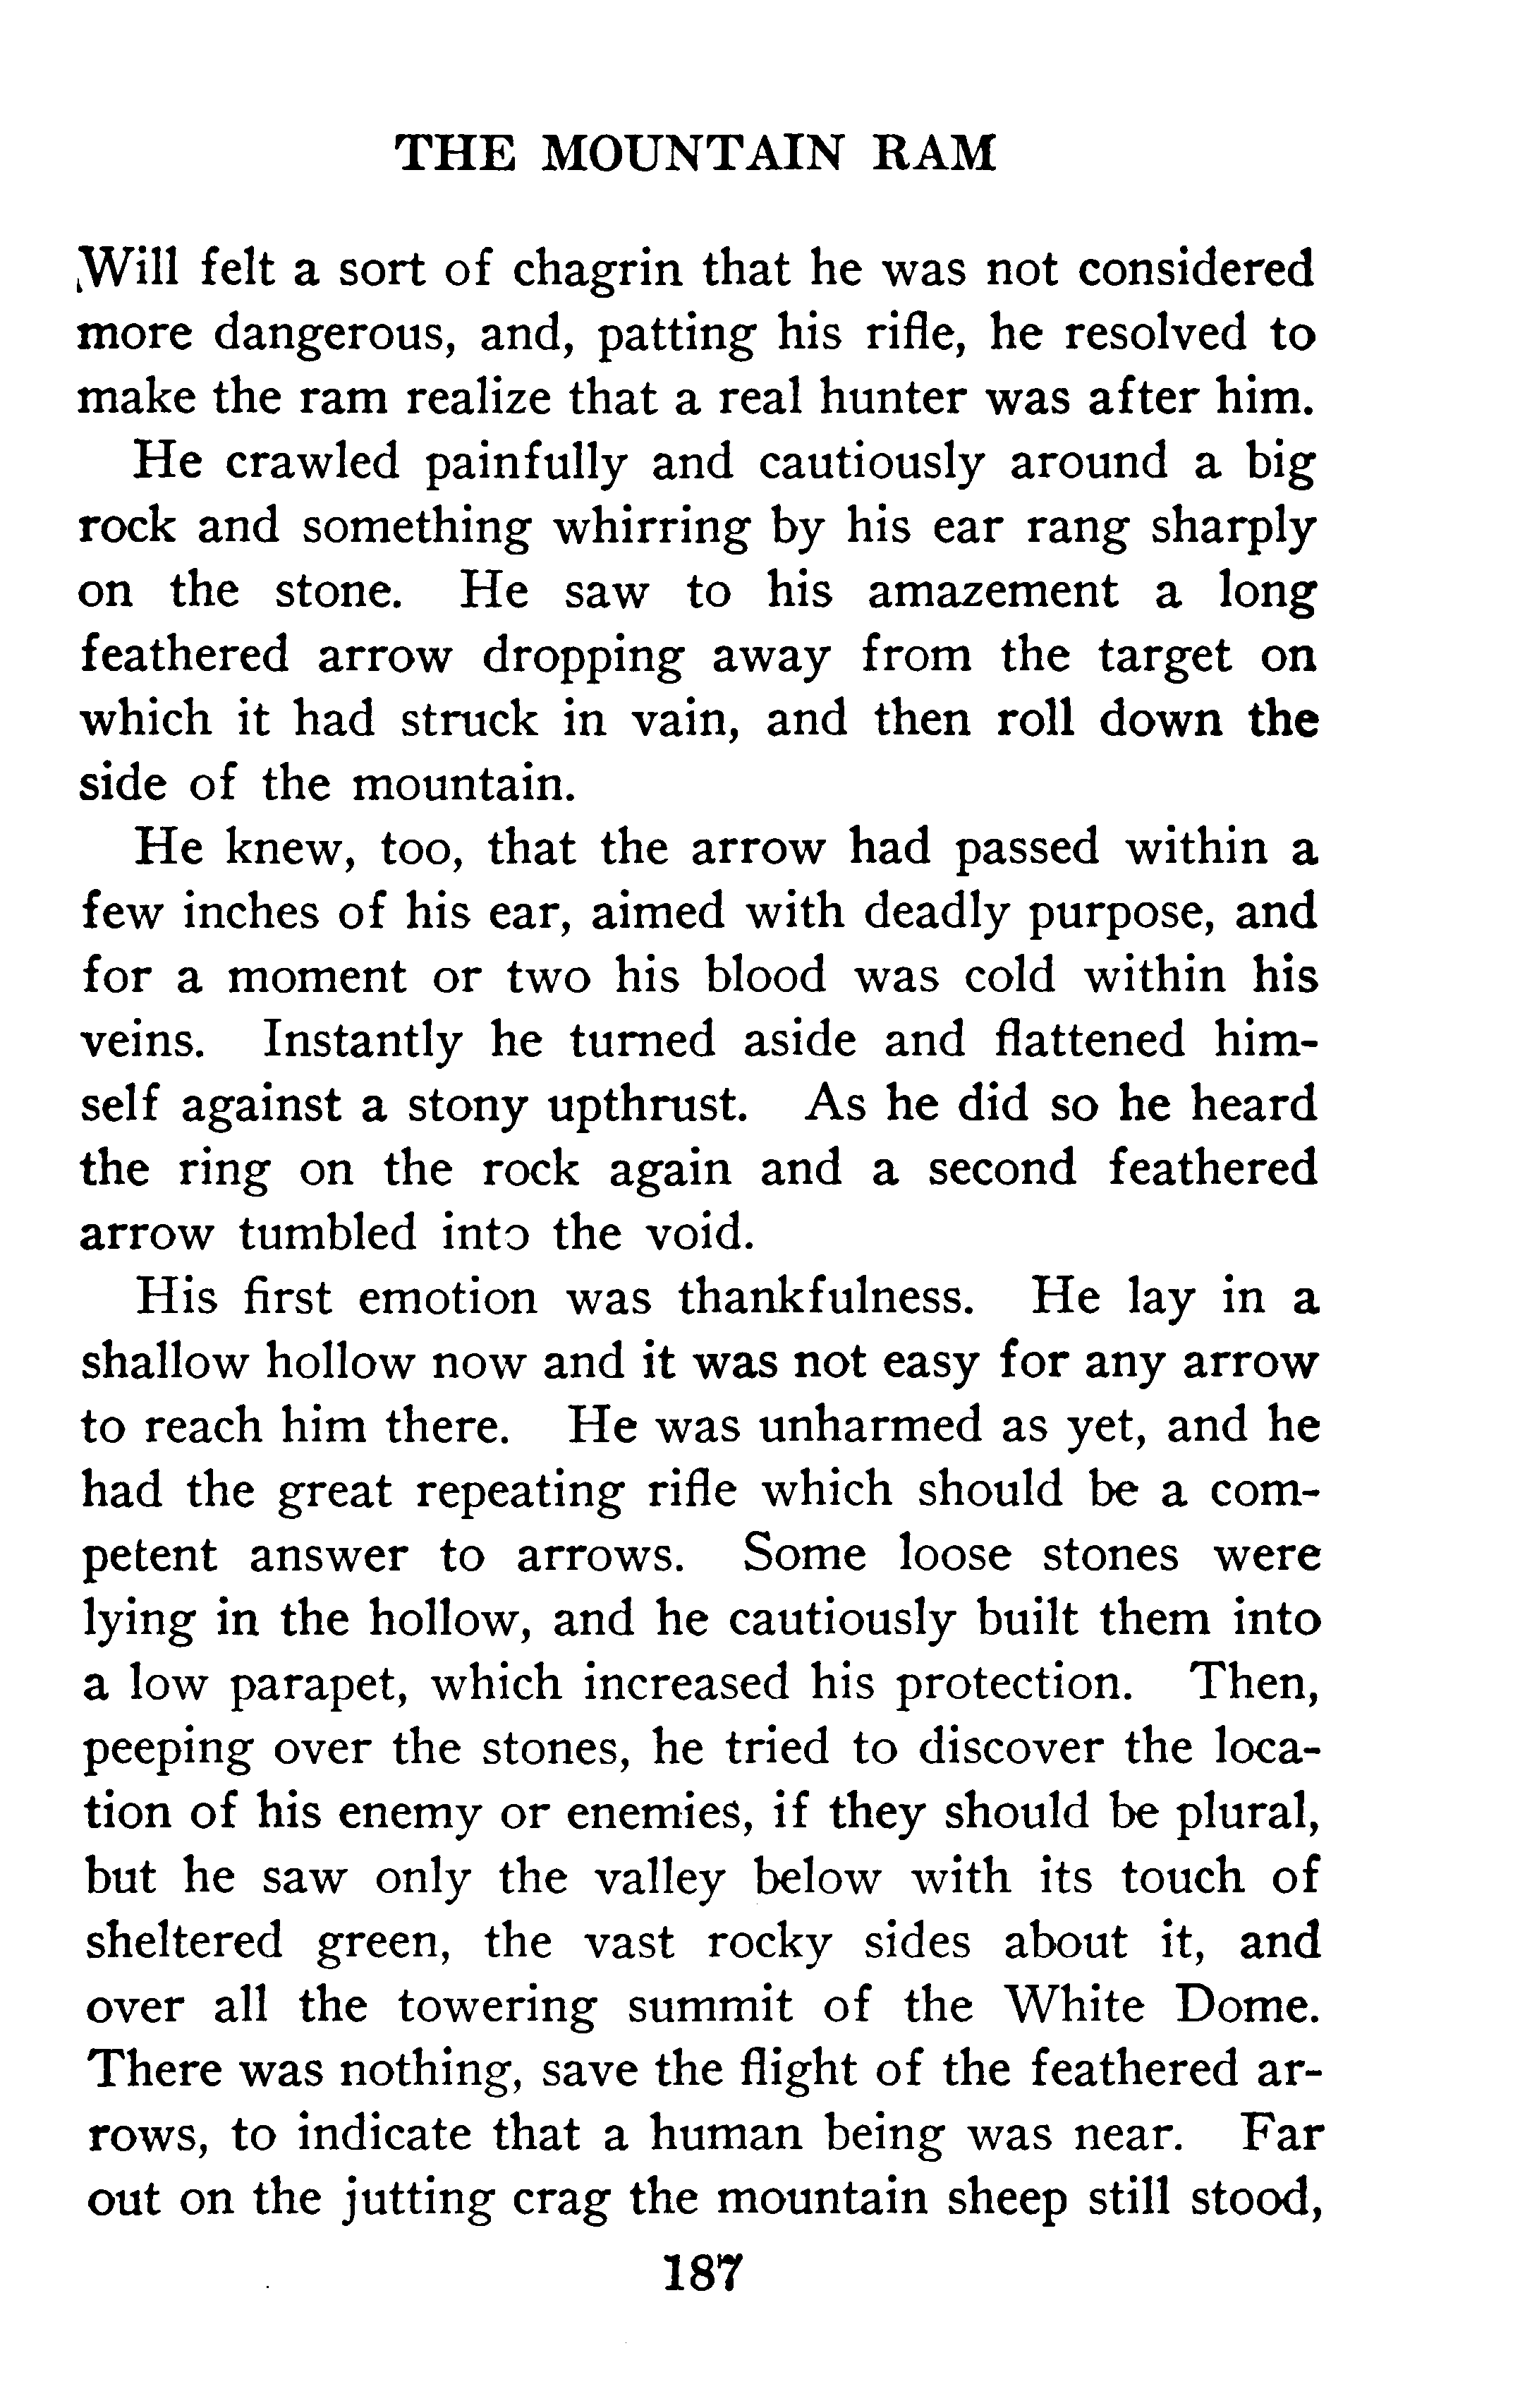 THE MOUNTAIN RAM
Will felt a sort of chagrin that he was not considered
more dangerous, and, patting his rifle, he resolved to
make the ram realize that a real hunter was after him.
He crawled painfully and cautiously around a big
rock and something whirring by his ear rang sharply
on the stone. He saw to his amazement a long
feathered arrow dropping away from the target on
which it had struck in vain, and then roll down the
side of the mountain.
He knew, too, that the arrow had passed within a
few inches of his ear, aimed with deadly purpose, and
for a moment or two his blood was cold within his
veins. Instantly he turned aside and flattened him-
self against a stony upthrust. As he did so he heard
the ring on the rock again and a second feathered
arrow tumbled into the void.
His first emotion was thankfulness. He lay in a
shallow hollow now and it was not easy for any arrow
to reach him there. He was unharmed as yet, and he
had the great repeating rifle which should be a com-
petent answer to arrows. Some loose stones were
lying in the hollow, and he cautiously built them into
a low parapet, which increased his protection. Then,
peeping over the stones, he tried to discover the loca-
tion of his enemy or enemies, if they should be plural,
but he saw only the valley below with its touch of
sheltered green, the vast rocky sides about it, and
over all the towering summit of the White Dome.
There was nothing, save the flight of the feathered ar-
rows, to indicate that a human being was near. Far
out on the jutting crag the mountain sheep still stood,
187